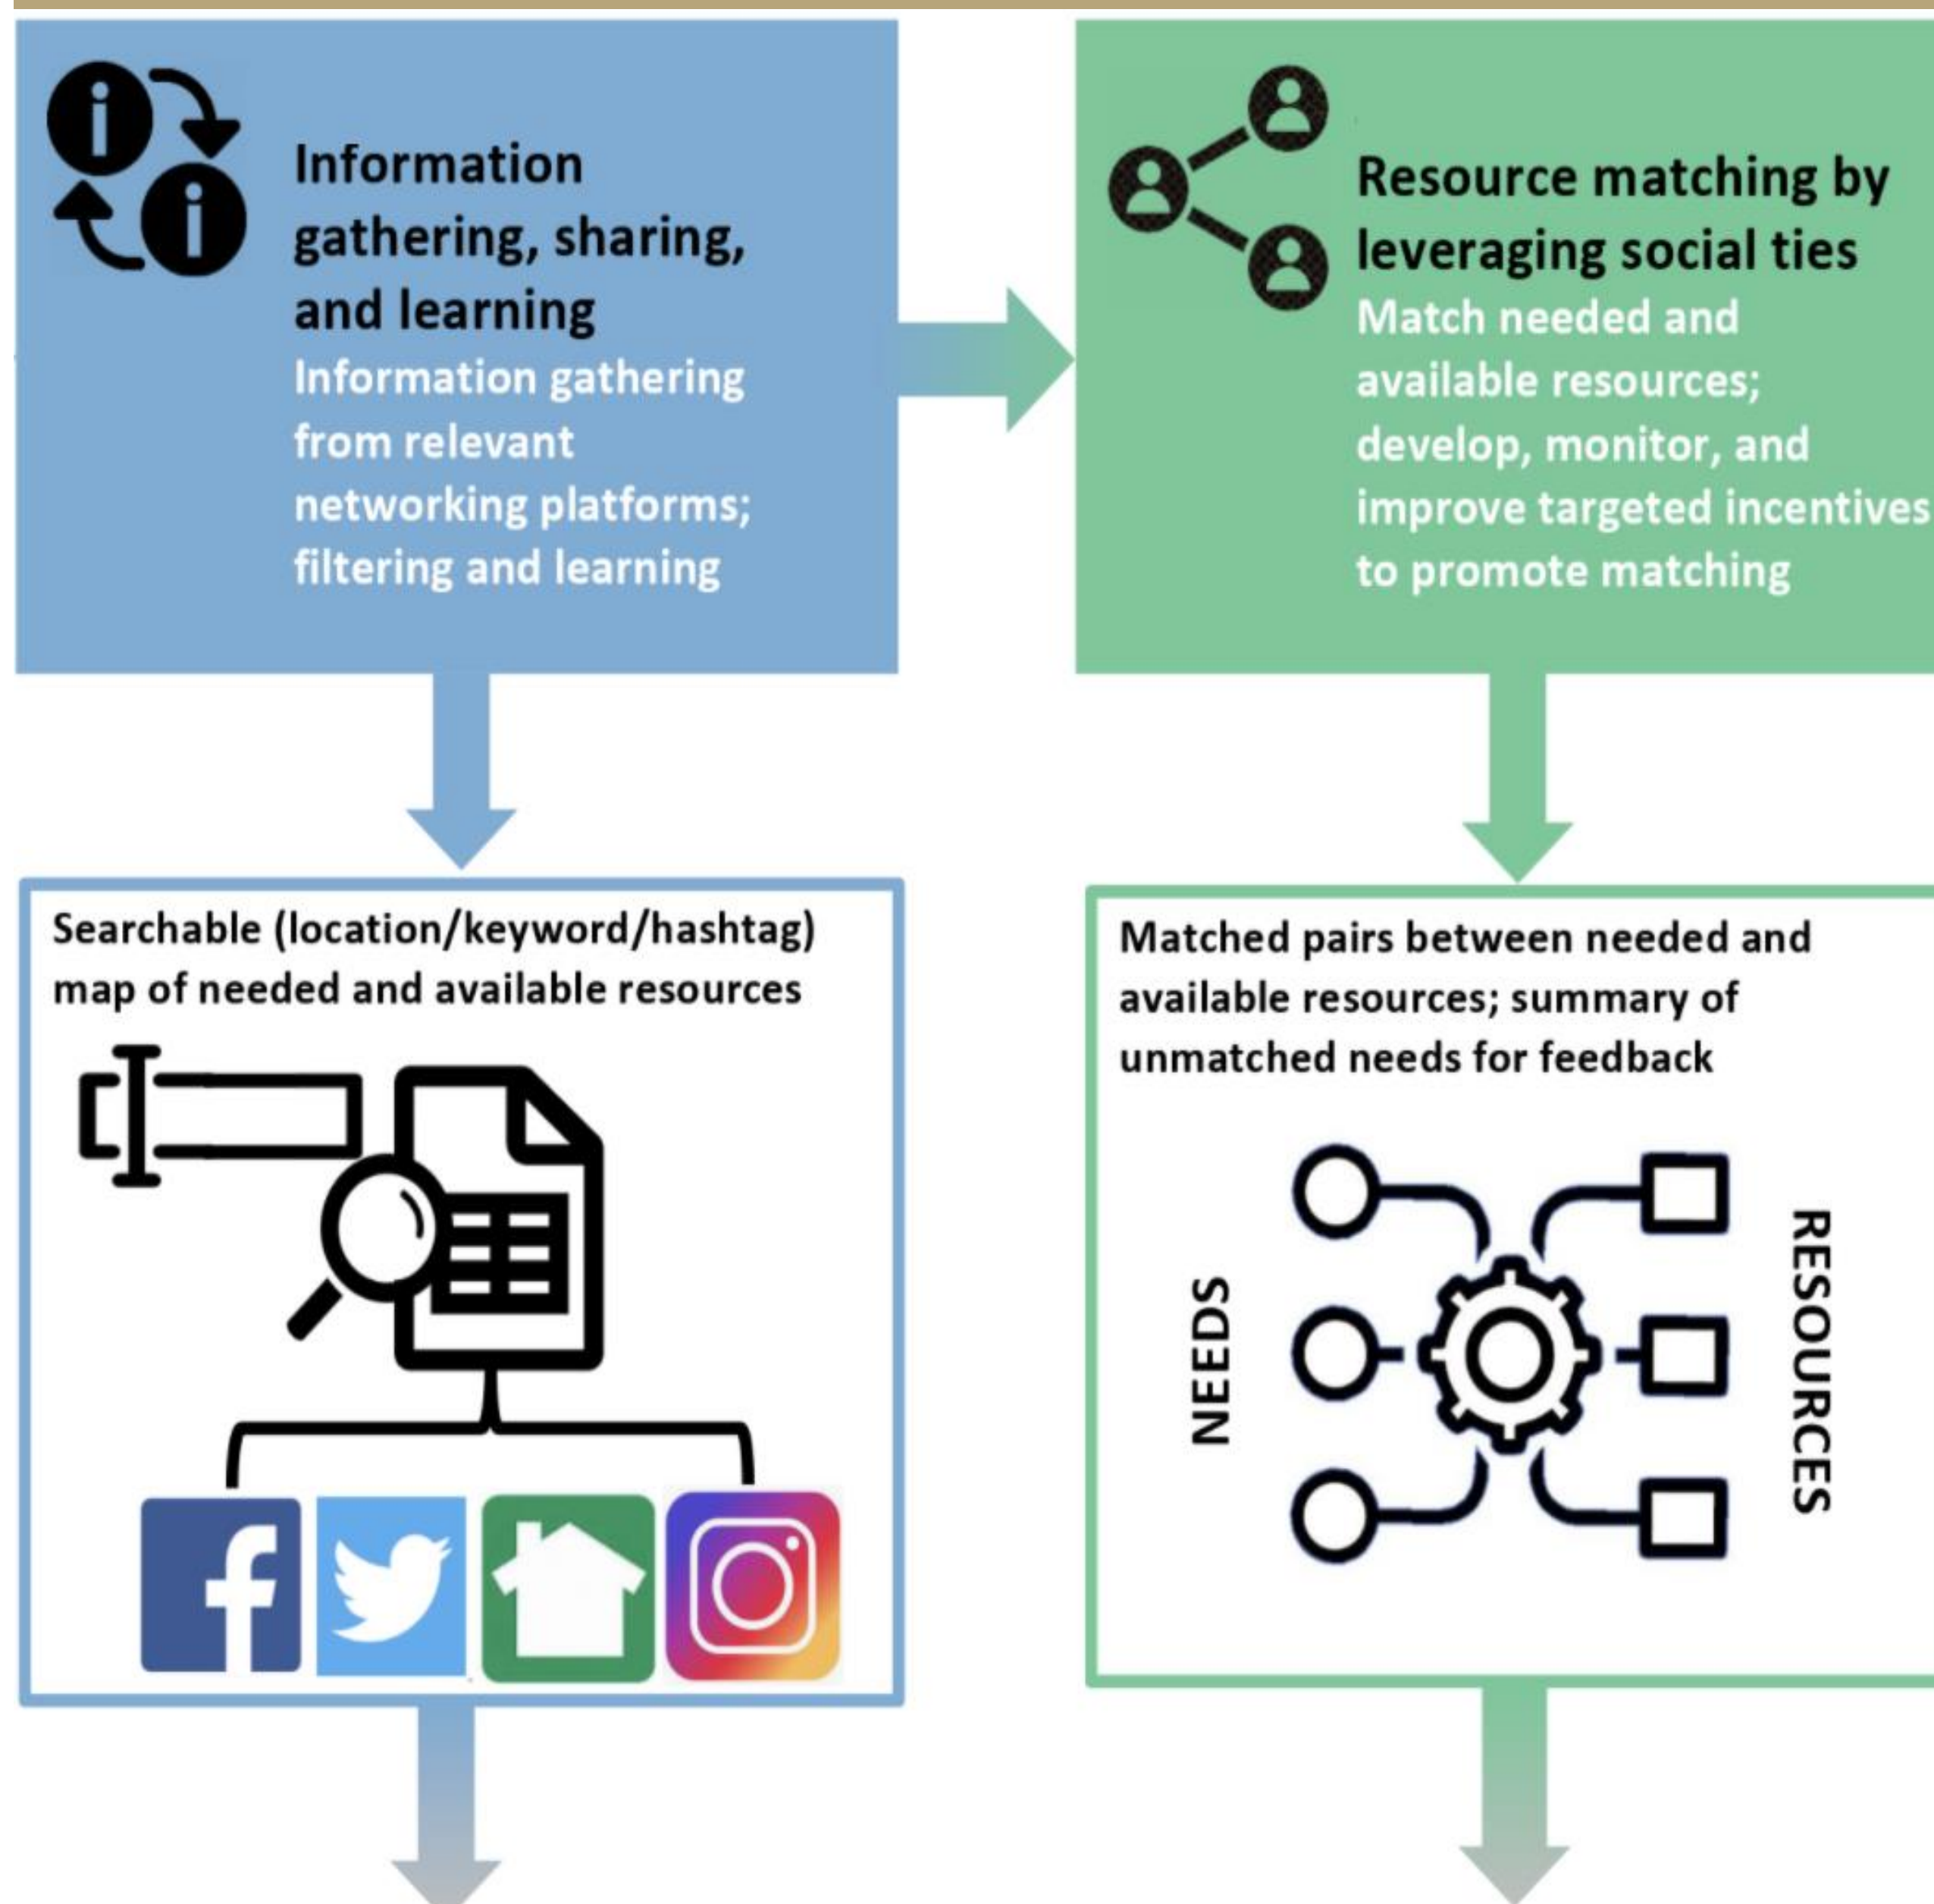 Information
gathering, sharing,
and learning
Information gathering
from relevant
networking platforms;
filtering and learning
Resource matching by
leveraging social ties
Match needed and
available resources;
develop, monitor, and
improve targeted incentives
to promote matching
Searchable (location/keyword/hashtag)
map of needed and available resources
Matched pairs between needed and
available resources; summary of
unmatched needs for feedback
NEEDS
RESOURCES